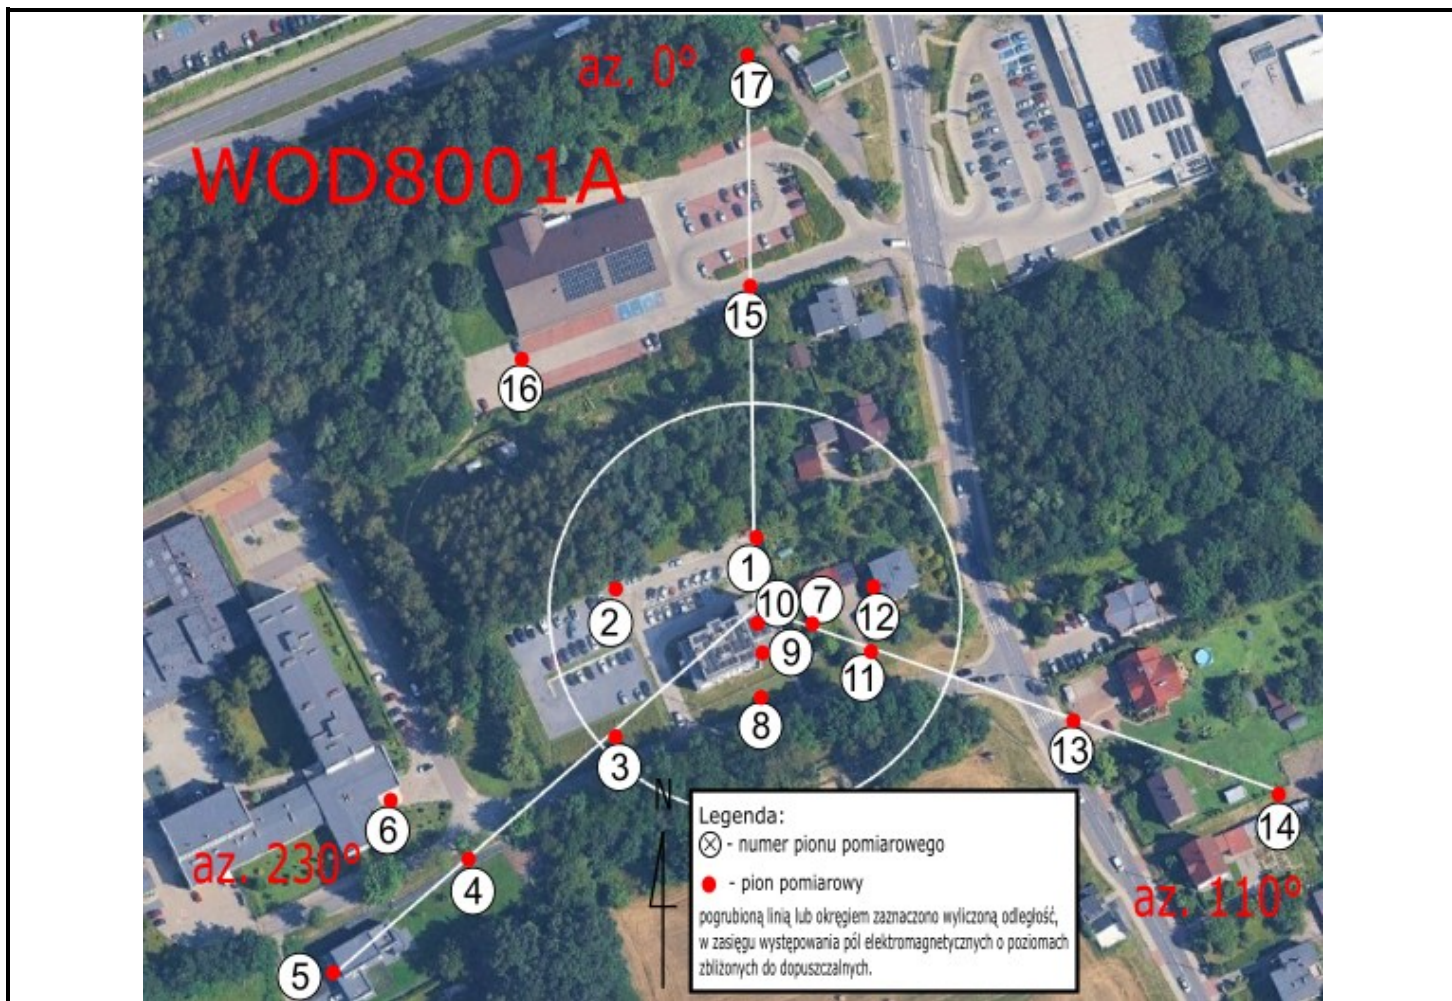 az. 0°
17
WOD8001A
15
16
1
10
7
2
12
9
11
8
3
13
N
6
14
az. 230°
4
az. 110°
5
Legenda:
- numer pionu pomiarowego
- pion pomiarowy
pogrubioną linią lub okręgiem zaznaczono wyliczoną odległość,
w zasięgu występowania pól elektromagnetycznych o poziomach
zbliżonych do dopuszczalnych.